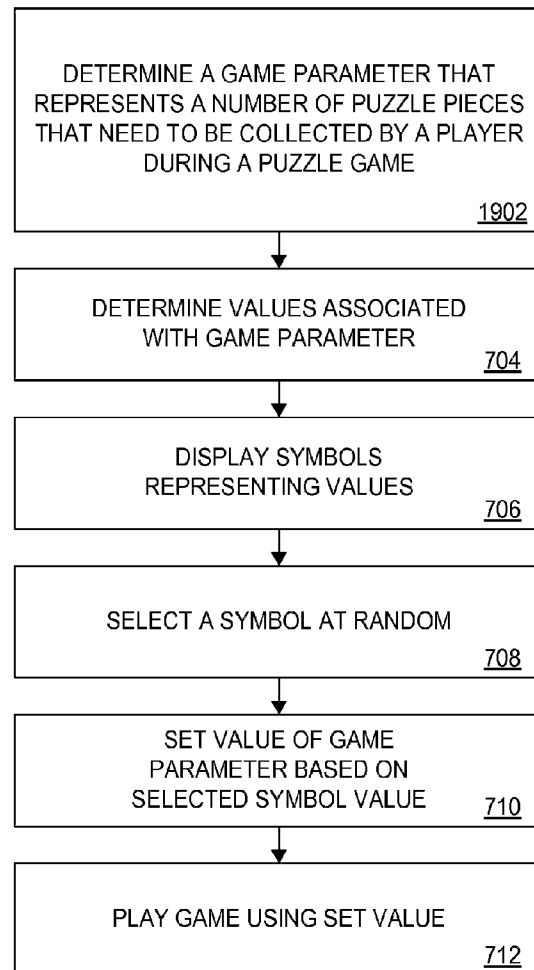 DETERMINE A GAME PARAMETER THAT
REPRESENTS A NUMBER OF PUZZLE PIECES
THAT NEED TO BE COLLECTED BY A PLAYER
DURING A PUZZLE GAME
1902
DETERMINE VALUES ASSOCIATED
WITH GAME PARAMETER
704
DISPLAY SYMBOLS
REPRESENTING VALUES
706
SELECT A SYMBOL AT RANDOM
708
SET VALUE OF GAME
PARAMETER BASED ON
SELECTED SYMBOL VALUE
710
PLAY GAME USING SET VALUE
712